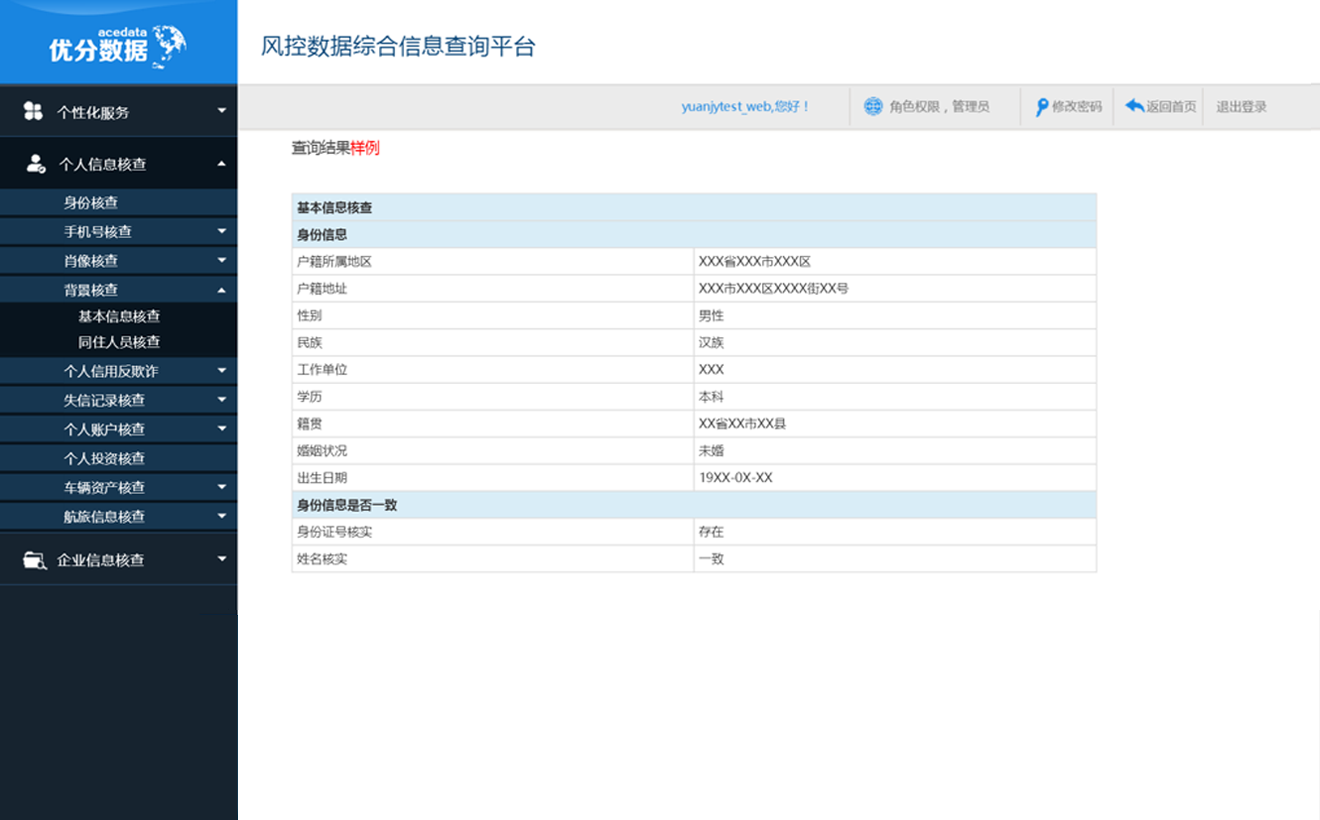 acedata
优分数据
风控数据综合信息查询平台
yuanjytest_web,您好！
角色权限，管理员
修改密码
返回首页
退出登录
个性化服务
个人信息核查
身份核查
手机号核查
肖像核查
背景核查
基本信息核查
同住人员核查
个人信用反欺诈
失信记录核查
个人账户核查
个人投资核查
车辆资产核查
航旅信息核查
企业信息核查
查询结果样例
基本信息核查
身份信息
户籍所属地区 XXX省XXX市XXX区
户籍地址 XXX市XXX区XXXX街XX号
性别 男性
民族 汉族
工作单位 XXX
学历 本科
籍贯 XX省XX市XX县
婚姻状况 未婚
出生日期 19XX-0X-XX
身份信息是否一致
身份证号核实 存在
姓名核实 一致